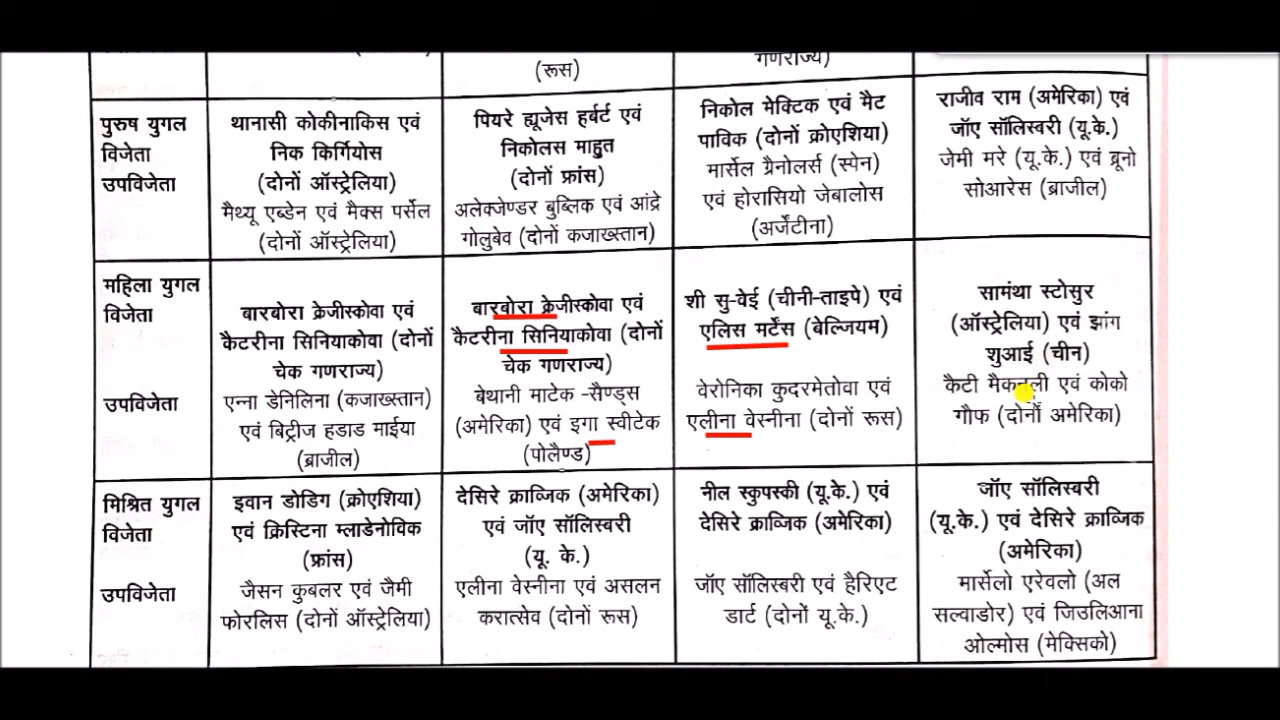 (रूस)
गणराज्य)
पुरुष युगल
विजेता
उपविजेता
थानासी कोकीनाकिस एवं
निक किर्गियोस
(दोनों ऑस्ट्रेलिया)
मैथ्यू एब्डेन एवं मैक्स पर्सेल
(दोनों ऑस्ट्रेलिया)
पियरे ह्यूजेस हर्बर्ट एवं
निकोलस माहुत
(दोनों फ्रांस)
अलेक्जेण्डर बुब्लिक एवं आंद्रे
गोलुबेव (दोनों कजाख्स्तान)
निकोल मेक्टिक एवं मैट
पाविक (दोनों क्रोएशिया)
मार्सेल ग्रैनोलर्स (स्पेन)
एवं होरासियो जेबालोस
(अर्जेंटीना)
राजीव राम (अमेरिका) एवं
जॉए सॉलिस्बरी (यू.के.)
जेमी मरे (यू.के.) एवं ब्रूनो
सोआरेस (ब्राजील)
महिला युगल
विजेता
उपविजेता
बारबोरा क्रेजीस्कोवा एवं
कैटरीना सिनियाकोवा (दोनों
चेक गणराज्य)
एन्ना डेनिलिना (कजाख्स्तान)
एवं बिट्रीज हडाड माईया
(ब्राजील)
बारबोरा क्रेजीस्कोवा एवं
कैटरीना सिनियाकोवा (दोनों
चेक गणराज्य)
बेथानी माटेक -सैण्ड्स
(अमेरिका) एवं इगा स्वीटेक
(पोलैण्ड)
शी सु-वेई (चीनी-ताइपे) एवं
एलिस मर्टेंस (बेल्जियम)
वेरोनिका कुदरमेतोवा एवं
एलीना वेस्नीना (दोनों रूस)
सामंथा स्टोसुर
(ऑस्ट्रेलिया) एवं झांग
शुआई (चीन)
कैटी मैकनली एवं कोको
गौफ (दोनों अमेरिका)
मिश्रित युगल
विजेता
उपविजेता
इवान डोडिग (क्रोएशिया)
एवं क्रिस्टिना म्लाडेनोविक
(फ्रांस)
जैसन कुबलर एवं जैमी
फोरलिस (दोनों ऑस्ट्रेलिया)
देसिरे क्राव्जिक (अमेरिका)
एवं जॉए सॉलिस्बरी
(यू. के.)
एलीना वेस्नीना एवं असलन
करात्सेव (दोनों रूस)
नील स्कुपस्की (यू.के.) एवं
देसिरे क्राव्जिक (अमेरिका)
जॉए सॉलिस्बरी एवं हैरिएट
डार्ट (दोनों यू.के.)
जॉए सॉलिस्बरी
(यू.के.) एवं देसिरे क्राव्जिक
(अमेरिका)
मार्सेलो एरेवलो (अल
सल्वाडोर) एवं जिउलिआना
ओल्मोस (मेक्सिको)